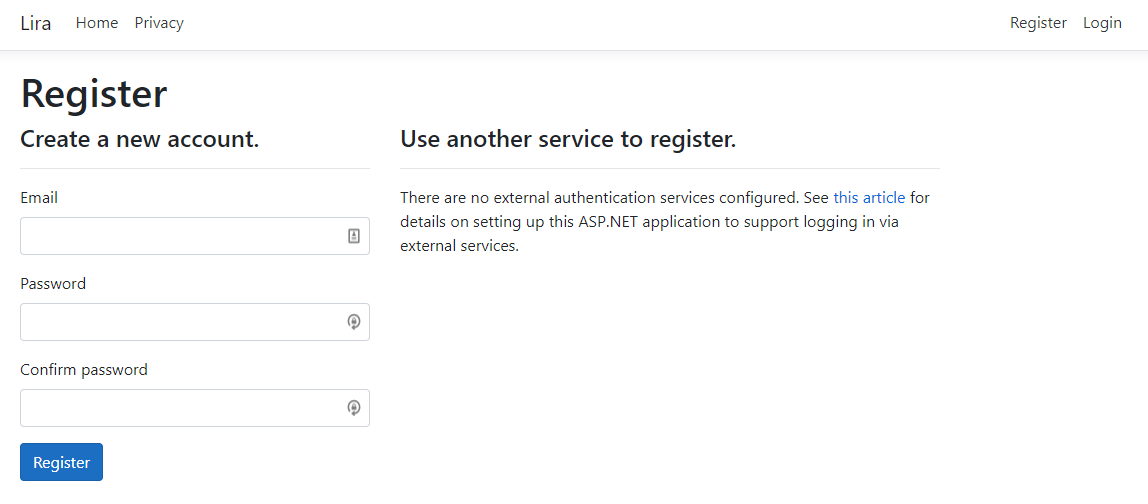 Lira Home Privacy Register Login
Register
Create a new account.
Use another service to register.
Email
There are no external authentication services configured. See this article for
details on setting up this ASP.NET application to support logging in via
external services.
Password
Confirm password
Register